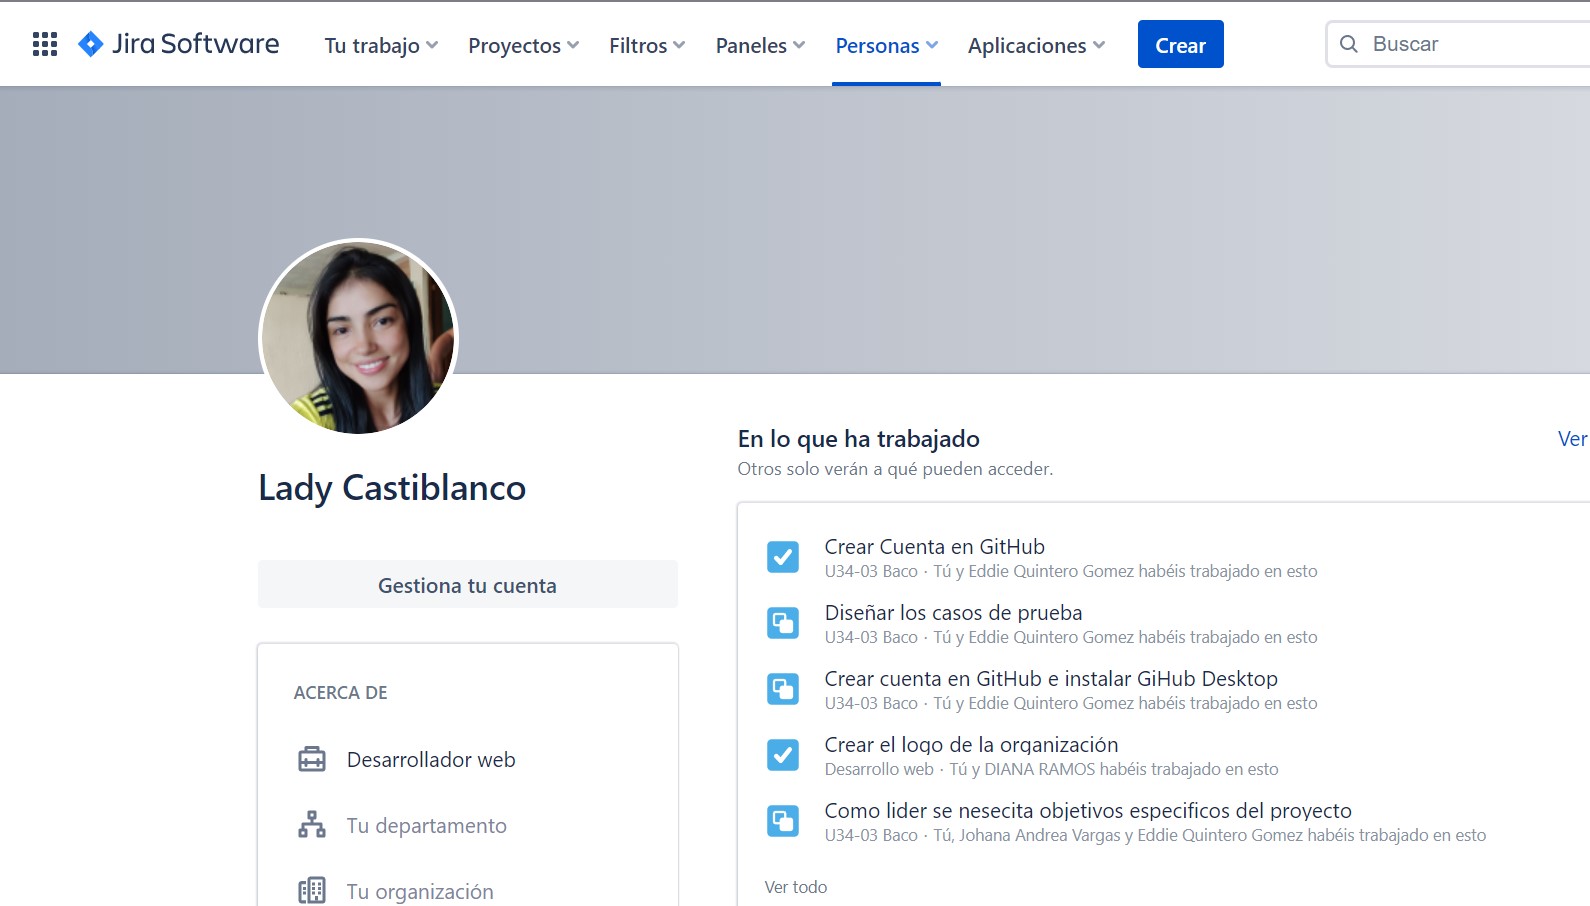 Jira Software Tu trabajo Proyectos Filtros Paneles Personas Aplicaciones Crear Buscar
Lady Castiblanco
Gestiona tu cuenta
ACERCA DE
Desarrollador web
Tu departamento
Tu organización
En lo que ha trabajado
Ver
Otros solo verán a qué pueden acceder.
Crear Cuenta en GitHub
U34-03 Baco · Tú y Eddie Quintero Gomez habéis trabajado en esto
Diseñar los casos de prueba
U34-03 Baco · Tú y Eddie Quintero Gomez habéis trabajado en esto
Crear cuenta en GitHub e instalar GiHub Desktop
U34-03 Baco · Tú y Eddie Quintero Gomez habéis trabajado en esto
Crear el logo de la organización
Desarrollo web · Tú y DIANA RAMOS habéis trabajado en esto
Como lider se nesecita objetivos especificos del proyecto
U34-03 Baco · Tú, Johana Andrea Vargas y Eddie Quintero Gomez habéis trabajado en esto
Ver todo